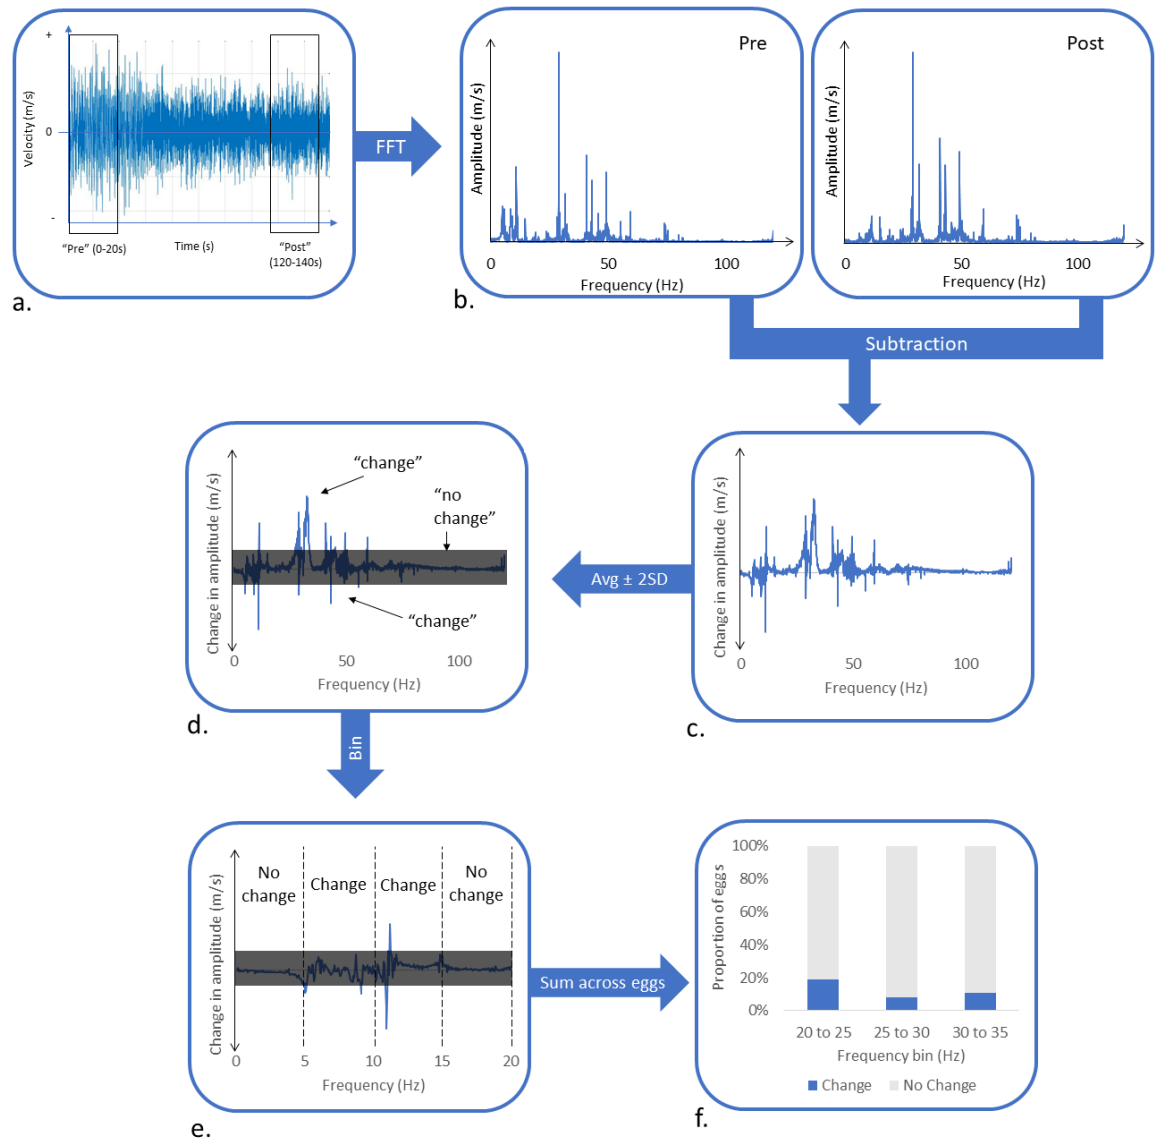 +
Velocity (m/s)
0
-
"Pre" (0-20s)
Time (s)
"Post"
(120-140s)
a.
FFT
Pre
Amplitude (m/s)
0
50
100
Frequency (Hz)
b.
Post
Amplitude (m/s)
0
50
100
Frequency (Hz)
Subtraction
Change in amplitude (m/s)
0
50
100
Frequency (Hz)
c.
Avg ± 2SD
"change"
"no
change"
"change"
Change in amplitude (m/s)
0
50
100
Frequency (Hz)
d.
Bin
No
change
Change
Change
No
change
Change in amplitude (m/s)
0
5
10
15
20
Frequency (Hz)
e.
Sum across eggs
Proportion of eggs
100%
80%
60%
40%
20%
0%
20 to 25
25 to 30
30 to 35
Frequency bin (Hz)
Change
No Change
f.